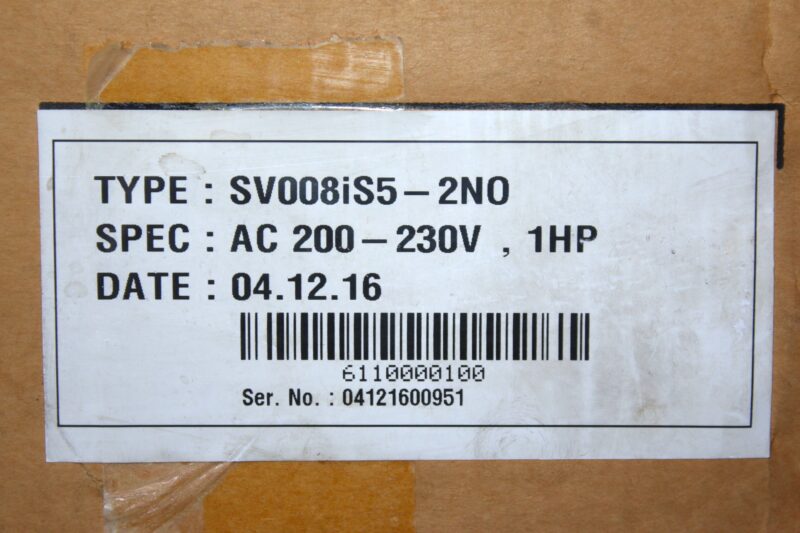 TYPE : SV008iS5-2NO
SPEC : AC 200-230V , 1HP
DATE : 04.12.16
6110000100
Ser. No. : 04121600951